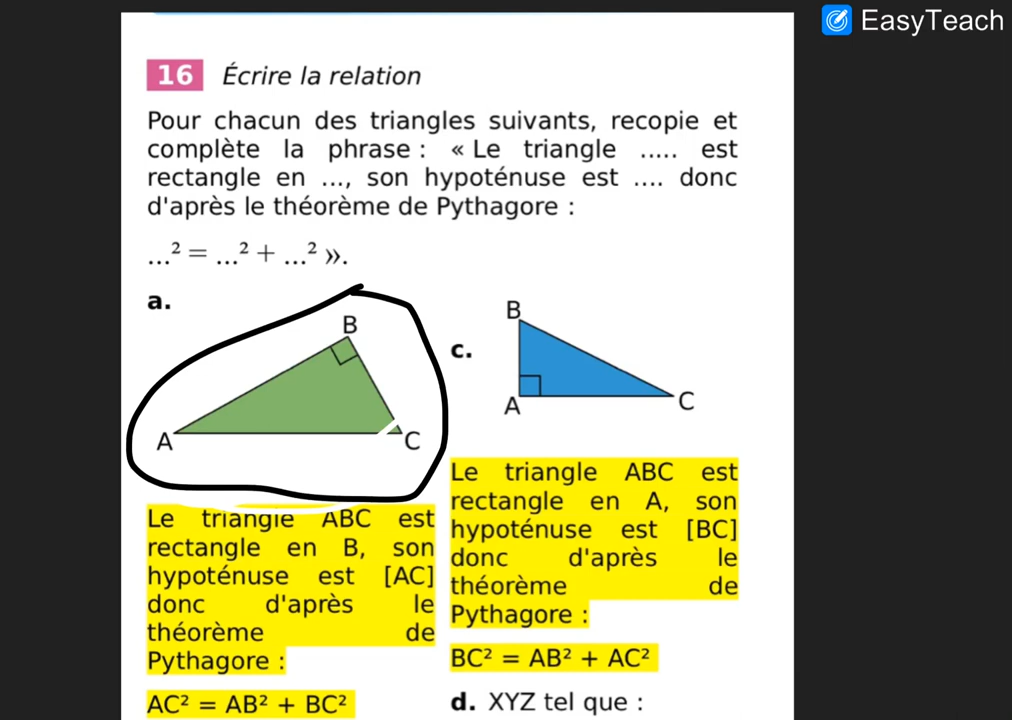 EasyTeach
16 Écrire la relation
Pour chacun des triangles suivants, recopie et
complète la phrase : « Le triangle ..... est
rectangle en ..., son hypoténuse est .... donc
d'après le théorème de Pythagore :
...² = ...² + ...² ».
a.
B
A
C
Le triangle ABC est
rectangle en B, son
hypoténuse est [AC]
donc d'après le
théorème de
Pythagore :
AC² = AB² + BC²
c.
B
A
C
Le triangle ABC est
rectangle en A, son
hypoténuse est [BC]
donc d'après le
théorème de
Pythagore :
BC² = AB² + AC²
d. XYZ tel que :